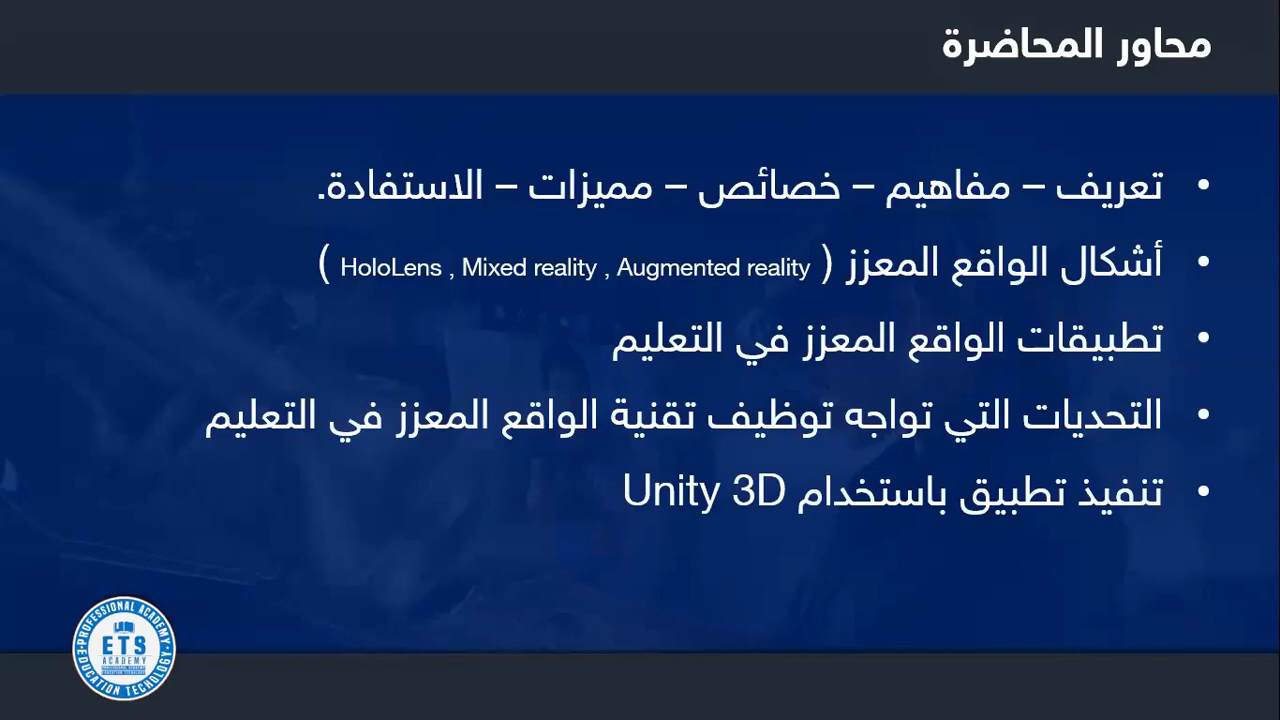 محاور المحاضرة
• تعريف – مفاهيم – خصائص – مميزات – الاستفادة.
• أشكال الواقع المعزز ( HoloLens , Mixed reality , Augmented reality )
• تطبيقات الواقع المعزز في التعليم
• التحديات التي تواجه توظيف تقنية الواقع المعزز في التعليم
• تنفيذ تطبيق باستخدام Unity 3D
PROFESSIONAL ACADEMY
ETS
ACADEMY
EDUCATION TECHOLOGY